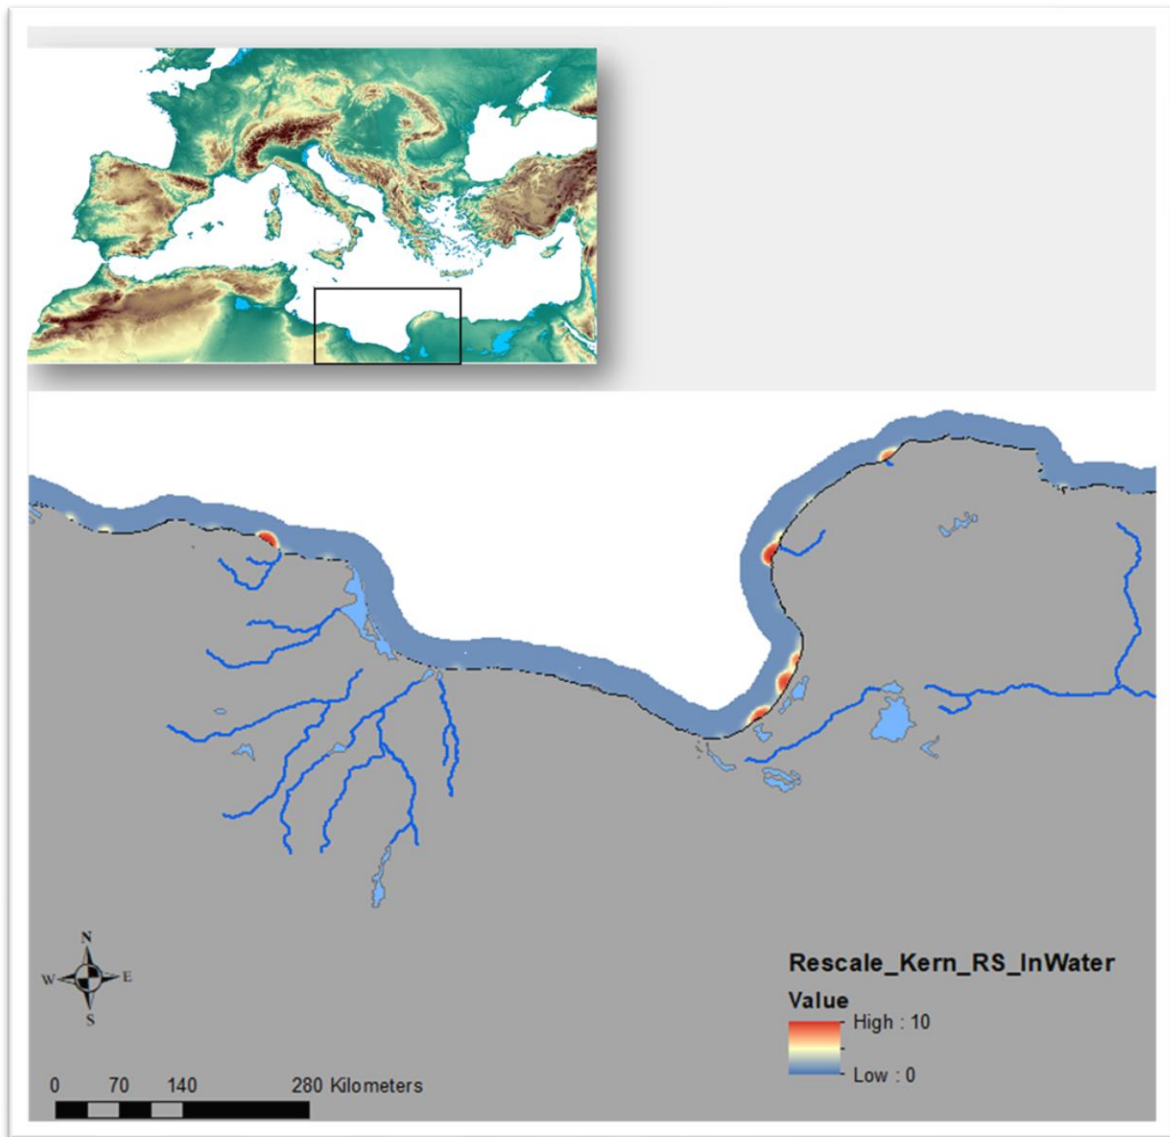 N
W E
S
Rescale_Kern_RS_InWater
Value
High : 10
Low : 0
0 70 140 280 Kilometers